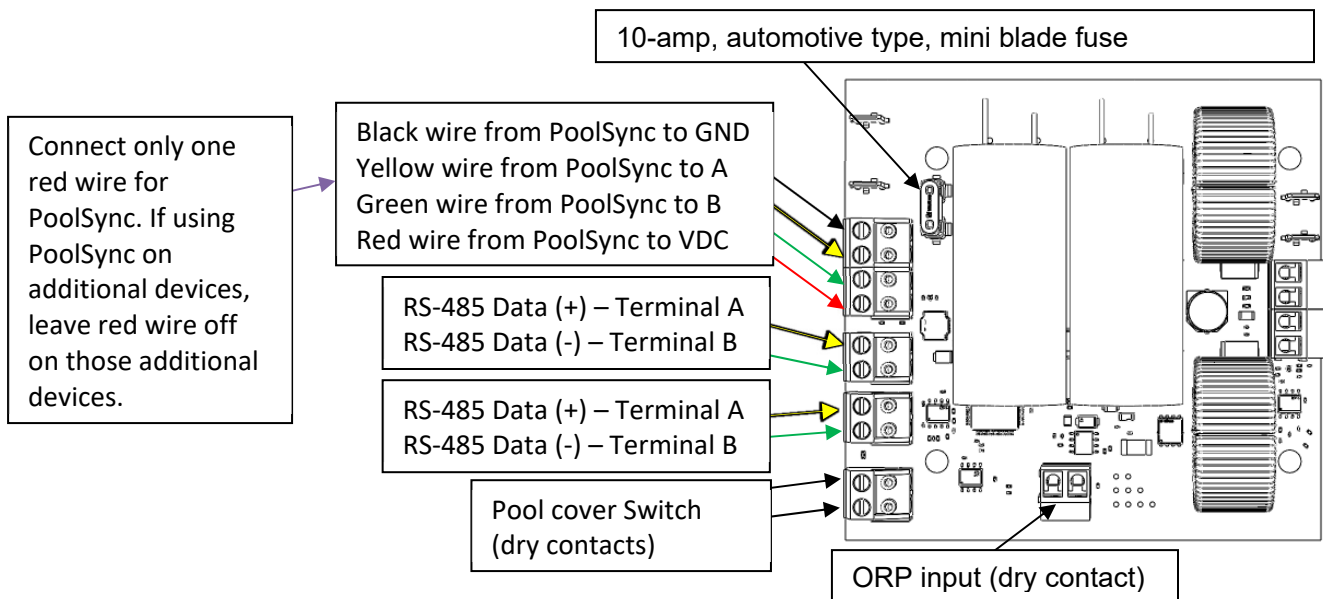 10-amp, automotive type, mini blade fuse
Connect only one
red wire for
PoolSync. If using
PoolSync on
additional devices,
leave red wire off
on those additional
devices.
Black wire from PoolSync to GND
Yellow wire from PoolSync to A
Green wire from PoolSync to B
Red wire from PoolSync to VDC
RS-485 Data (+) – Terminal A
RS-485 Data (-) – Terminal B
RS-485 Data (+) – Terminal A
RS-485 Data (-) – Terminal B
Pool cover Switch
(dry contacts)
ORP input (dry contact)